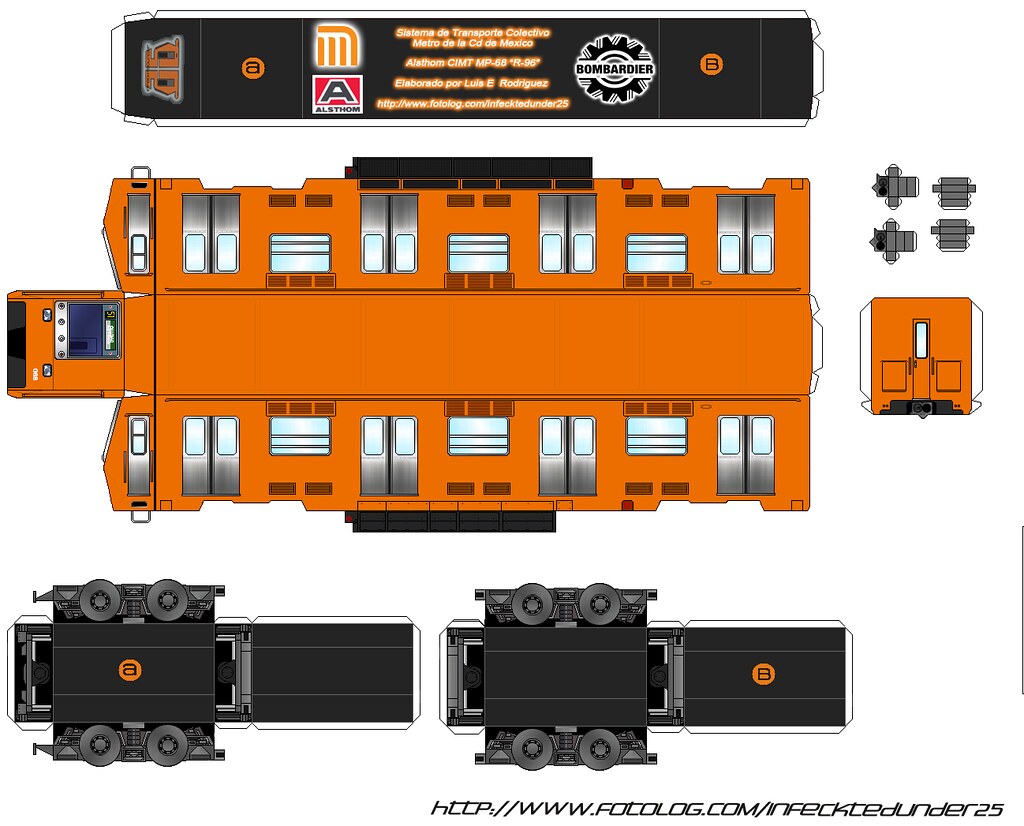 Sistema de Transporte Colectivo
Metro de la Cd de Mexico
Alsthom CIMT MP-68 "R-96"
Elaborado por Luis E Rodriguez
http://www.fotolog.com/infecktedunder25
ALSTHOM
BOMBARDIER
a
B
a
B
http://www.fotolog.com/infecktedunder25